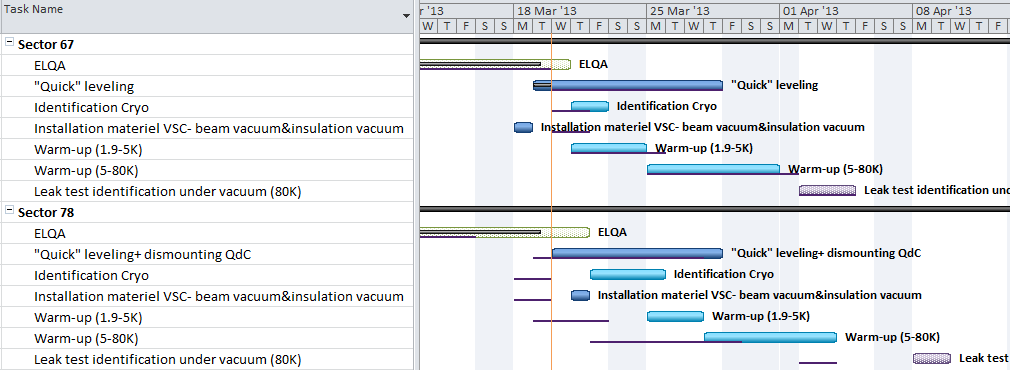 Task Name
r '13 18 Mar '13 25 Mar '13 01 Apr '13 08 Apr '13
W T F S S M T W T F S S M T W T F S S M T W T F S S M T W T F
Sector 67
ELQA ELQA
"Quick" leveling "Quick" leveling
Identification Cryo Identification Cryo
Installation materiel VSC- beam vacuum&insulation vacuum Installation materiel VSC- beam vacuum&insulation vacuum
Warm-up (1.9-5K) Warm-up (1.9-5K)
Warm-up (5-80K) Warm-up (5-80K)
Leak test identification under vacuum (80K) Leak test identification und
Sector 78
ELQA ELQA
"Quick" leveling+ dismounting QdC "Quick" leveling+ dismounting QdC
Identification Cryo Identification Cryo
Installation materiel VSC- beam vacuum&insulation vacuum Installation materiel VSC- beam vacuum&insulation vacuum
Warm-up (1.9-5K) Warm-up (1.9-5K)
Warm-up (5-80K) Warm-up (5-80K)
Leak test identification under vacuum (80K) Leak test